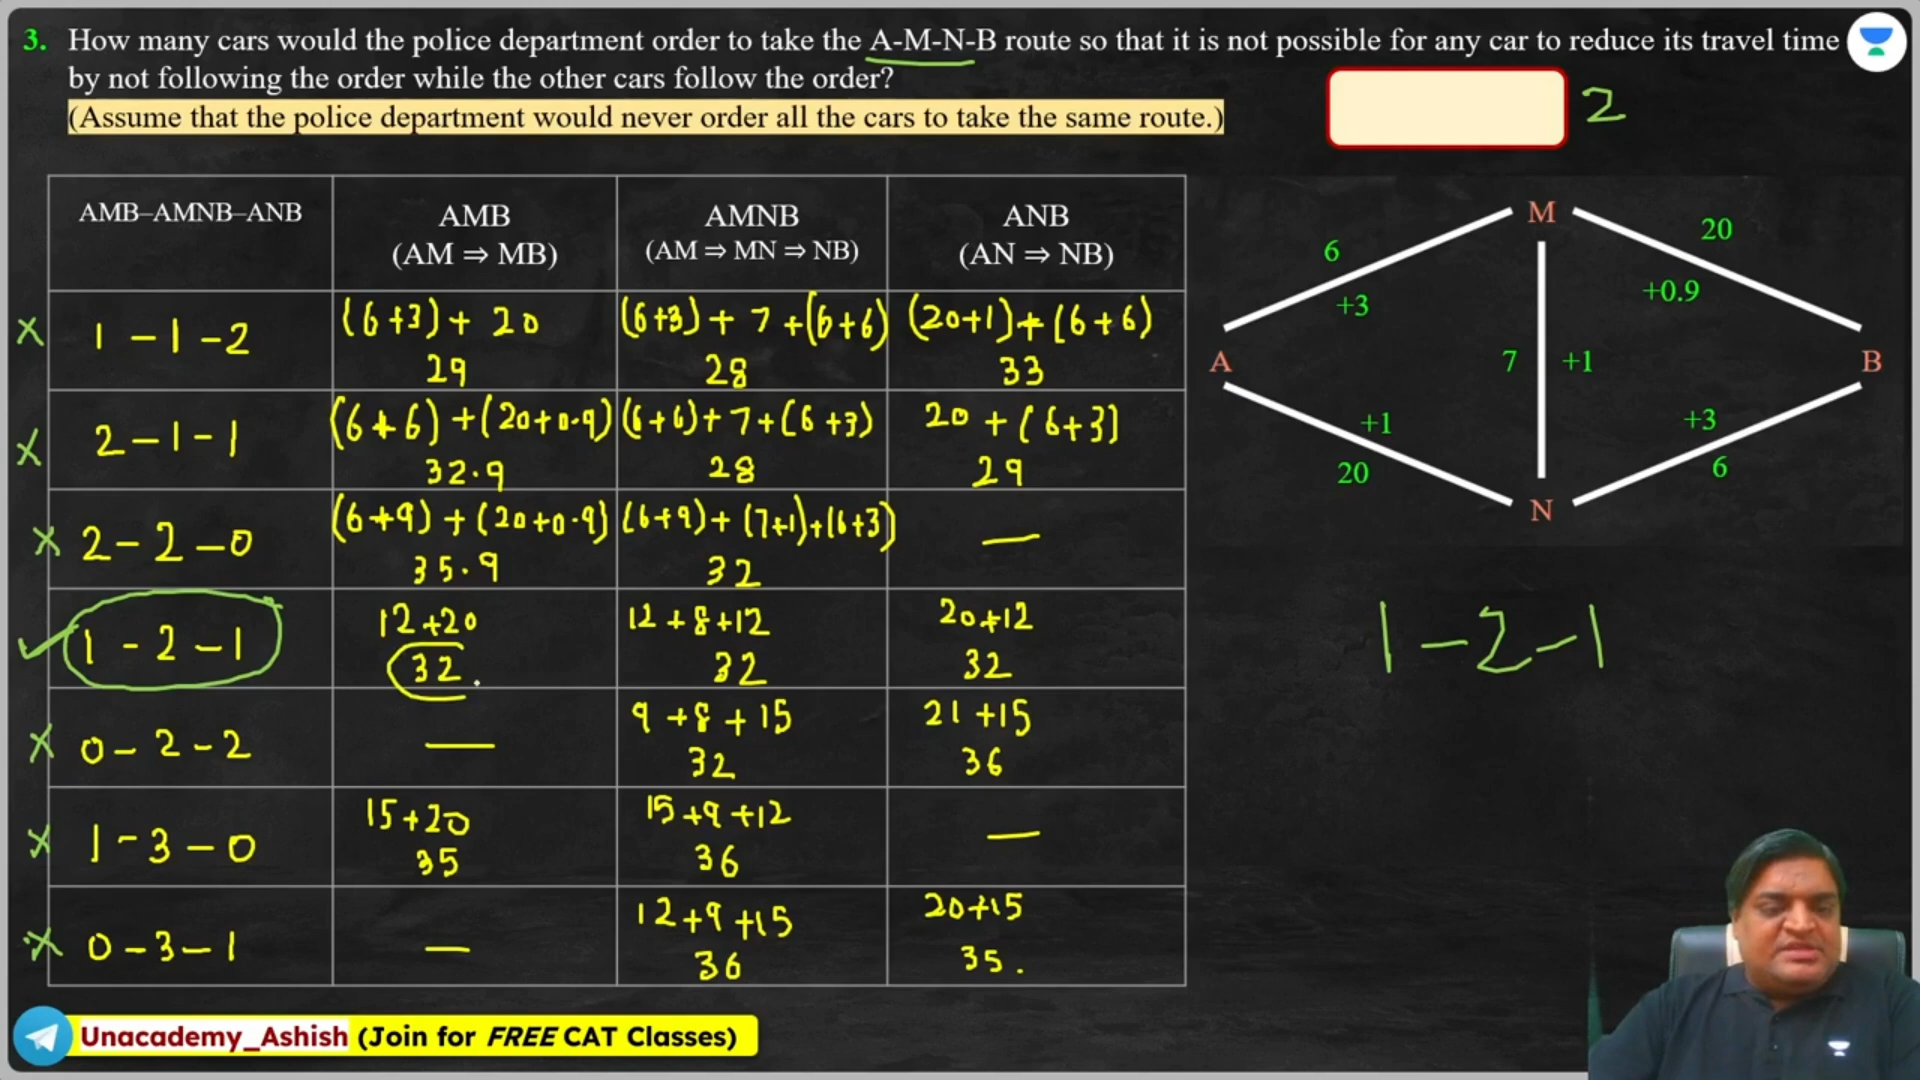 3. How many cars would the police department order to take the A-M-N-B route so that it is not possible for any car to reduce its travel time
by not following the order while the other cars follow the order?
(Assume that the police department would never order all the cars to take the same route.)
2
AMB–AMNB–ANB AMB AMNB ANB
(AM ⇒ MB) (AM ⇒ MN ⇒ NB) (AN ⇒ NB)
x 1 - 1 - 2 (6+3) + 20 (6+3) + 7 + (6+6) (20+1) + (6+6)
29 28 33
x 2 - 1 - 1 (6+6) + (20+0.9) (6+6) + 7 + (6+3) 20 + (6+3)
32.9 28 29
x 2 - 2 - 0 (6+9) + (20+0.9) (6+9) + (7+1) + (6+3) —
35.9 32
✓ 1 - 2 - 1 12+20 12 + 8 + 12 20+12
32 . 32 32
x 0 - 2 - 2 — 9 + 8 + 15 21 + 15
32 36
x 1 - 3 - 0 15+20 15 + 9 + 12 —
35 36
x 0 - 3 - 1 — 12+9+15 20+15
36 35.
M
6 20
+3 +0.9
A 7 +1 B
+1 +3
20 6
N
1 - 2 - 1
Unacademy_Ashish (Join for FREE CAT Classes)